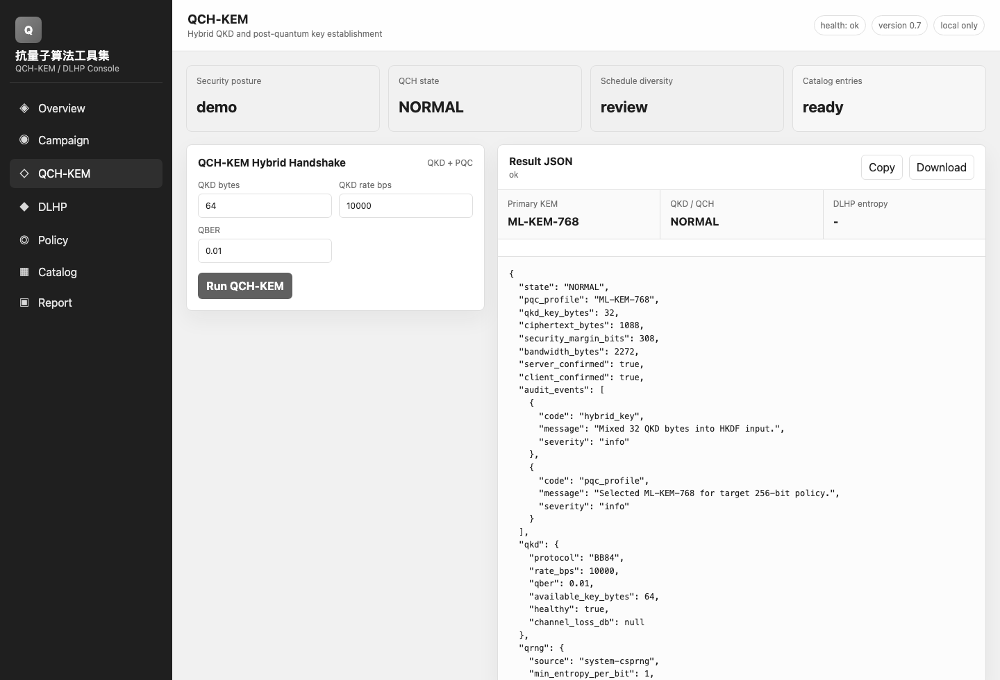 Q
抗量子算法工具集
QCH-KEM / DLHP Console
Overview
Campaign
QCH-KEM
DLHP
Policy
Catalog
Report
QCH-KEM
Hybrid QKD and post-quantum key establishment
health: ok
version 0.7
local only
Security posture
demo
QCH state
NORMAL
Schedule diversity
review
Catalog entries
ready
QCH-KEM Hybrid Handshake
QKD + PQC
QKD bytes
QKD rate bps
64
10000
QBER
0.01
Run QCH-KEM
Result JSON
ok
Copy
Download
Primary KEM
ML-KEM-768
QKD / QCH
NORMAL
DLHP entropy
-
{
  "state": "NORMAL",
  "pqc_profile": "ML-KEM-768",
  "qkd_key_bytes": 32,
  "ciphertext_bytes": 1088,
  "security_margin_bits": 308,
  "bandwidth_bytes": 2272,
  "server_confirmed": true,
  "client_confirmed": true,
  "audit_events": [
    {
      "code": "hybrid_key",
      "message": "Mixed 32 QKD bytes into HKDF input.",
      "severity": "info"
    },
    {
      "code": "pqc_profile",
      "message": "Selected ML-KEM-768 for target 256-bit policy.",
      "severity": "info"
    }
  ],
  "qkd": {
    "protocol": "BB84",
    "rate_bps": 10000,
    "qber": 0.01,
    "available_key_bytes": 64,
    "healthy": true,
    "channel_loss_db": null
  },
  "qrng": {
    "source": "system-csprng",
    "min_entropy_per_bit": 1,